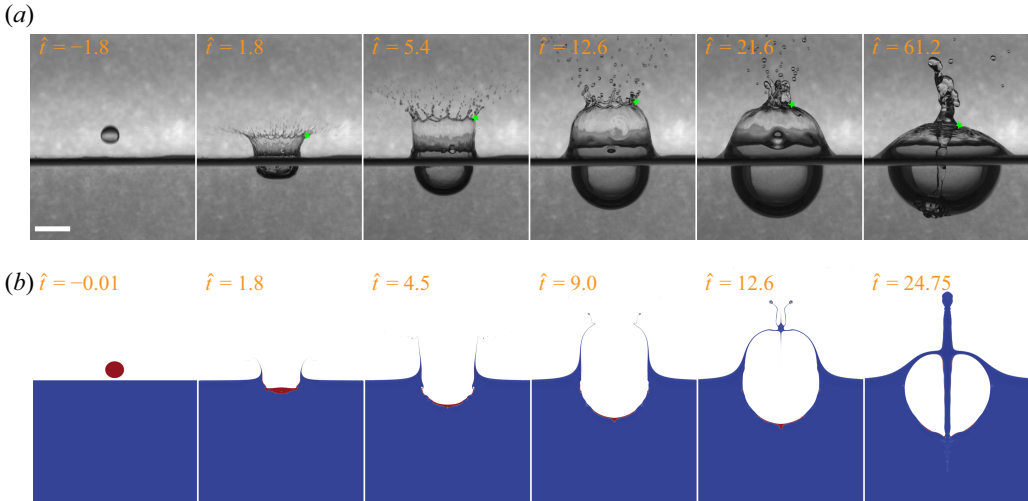 (a)
t̂ = −1.8
t̂ = 1.8
t̂ = 5.4
t̂ = 12.6
t̂ = 21.6
t̂ = 61.2
(b)
t̂ = −0.01
t̂ = 1.8
t̂ = 4.5
t̂ = 9.0
t̂ = 12.6
t̂ = 24.75